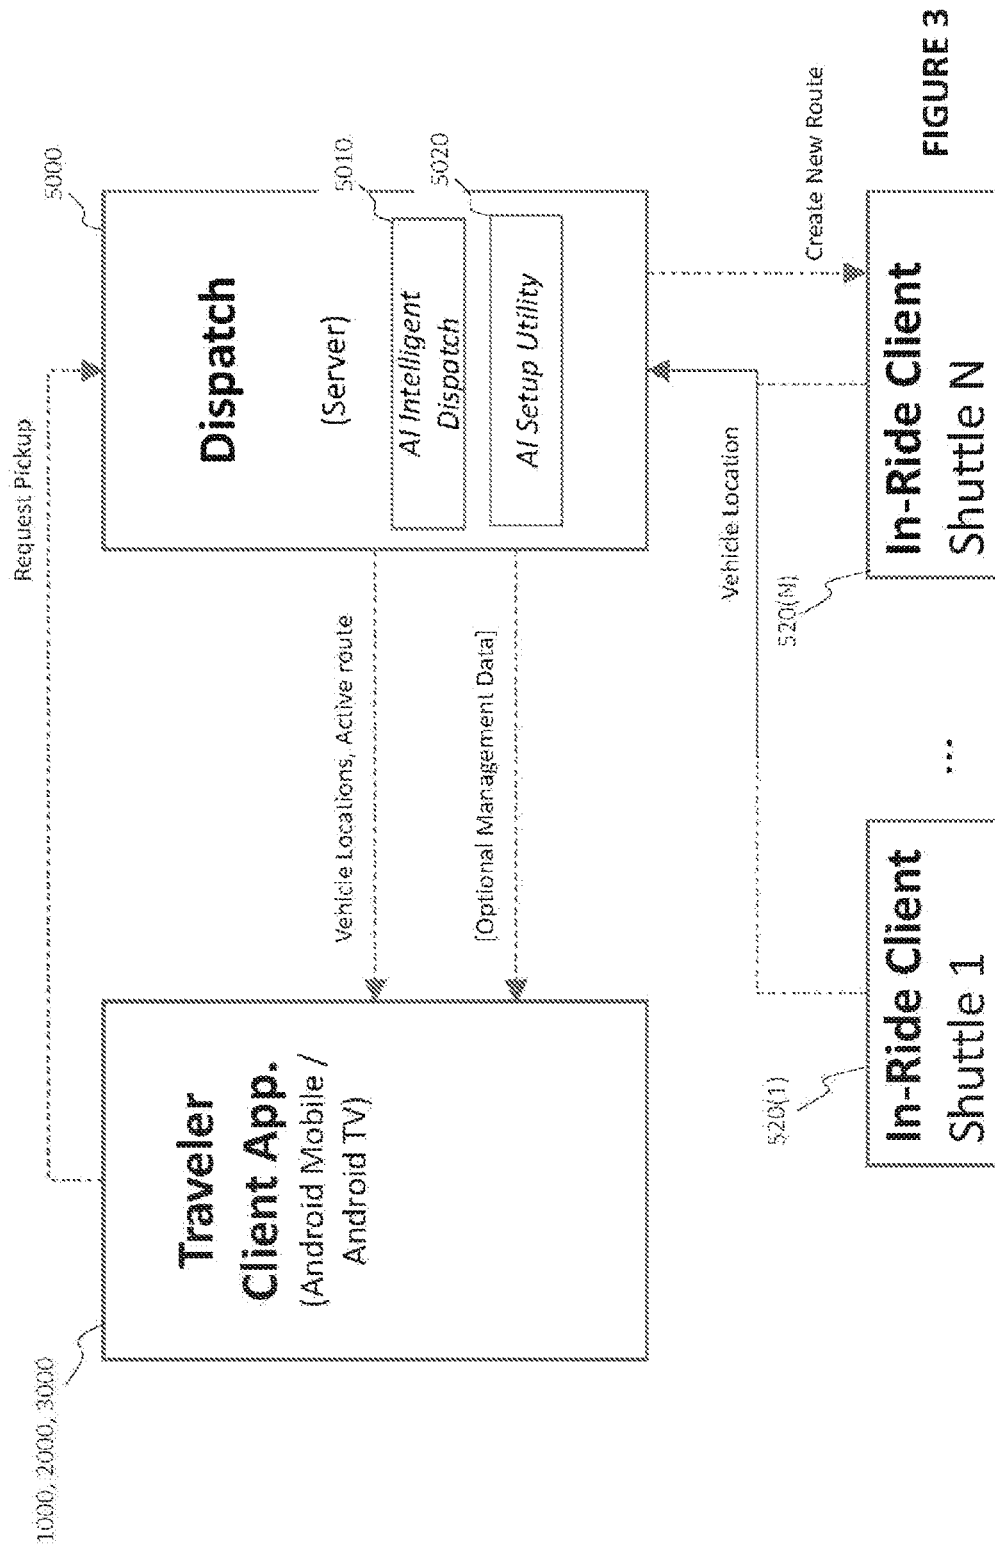 1000, 2000, 3000
Request Pickup
5000
Traveler
Client App.
(Android Mobile /
Android TV)
Vehicle Locations, Active route
[Optional Management Data]
Dispatch
(Server)
AI Intelligent
Dispatch
5010
AI Setup Utility
5020
Vehicle Location
Create New Route
520(1)
In-Ride Client
Shuttle 1
...
520(N)
In-Ride Client
Shuttle N
FIGURE 3